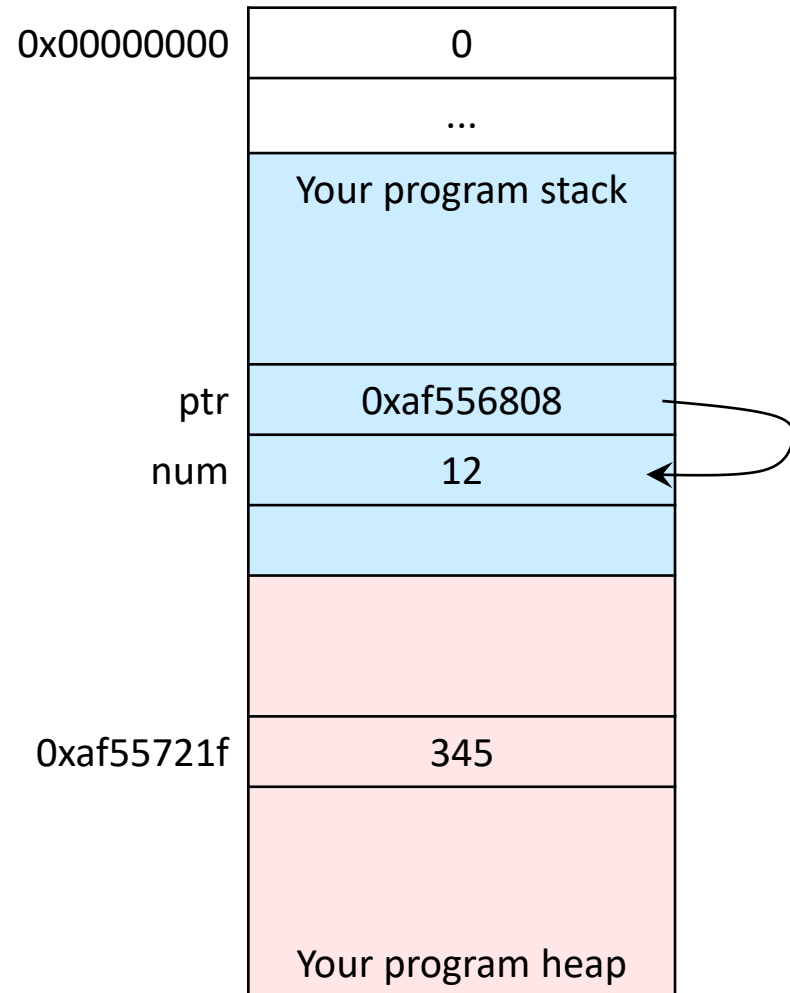 0x00000000 0
...
Your program stack
ptr 0xaf556808
num 12
0xaf55721f 345
Your program heap